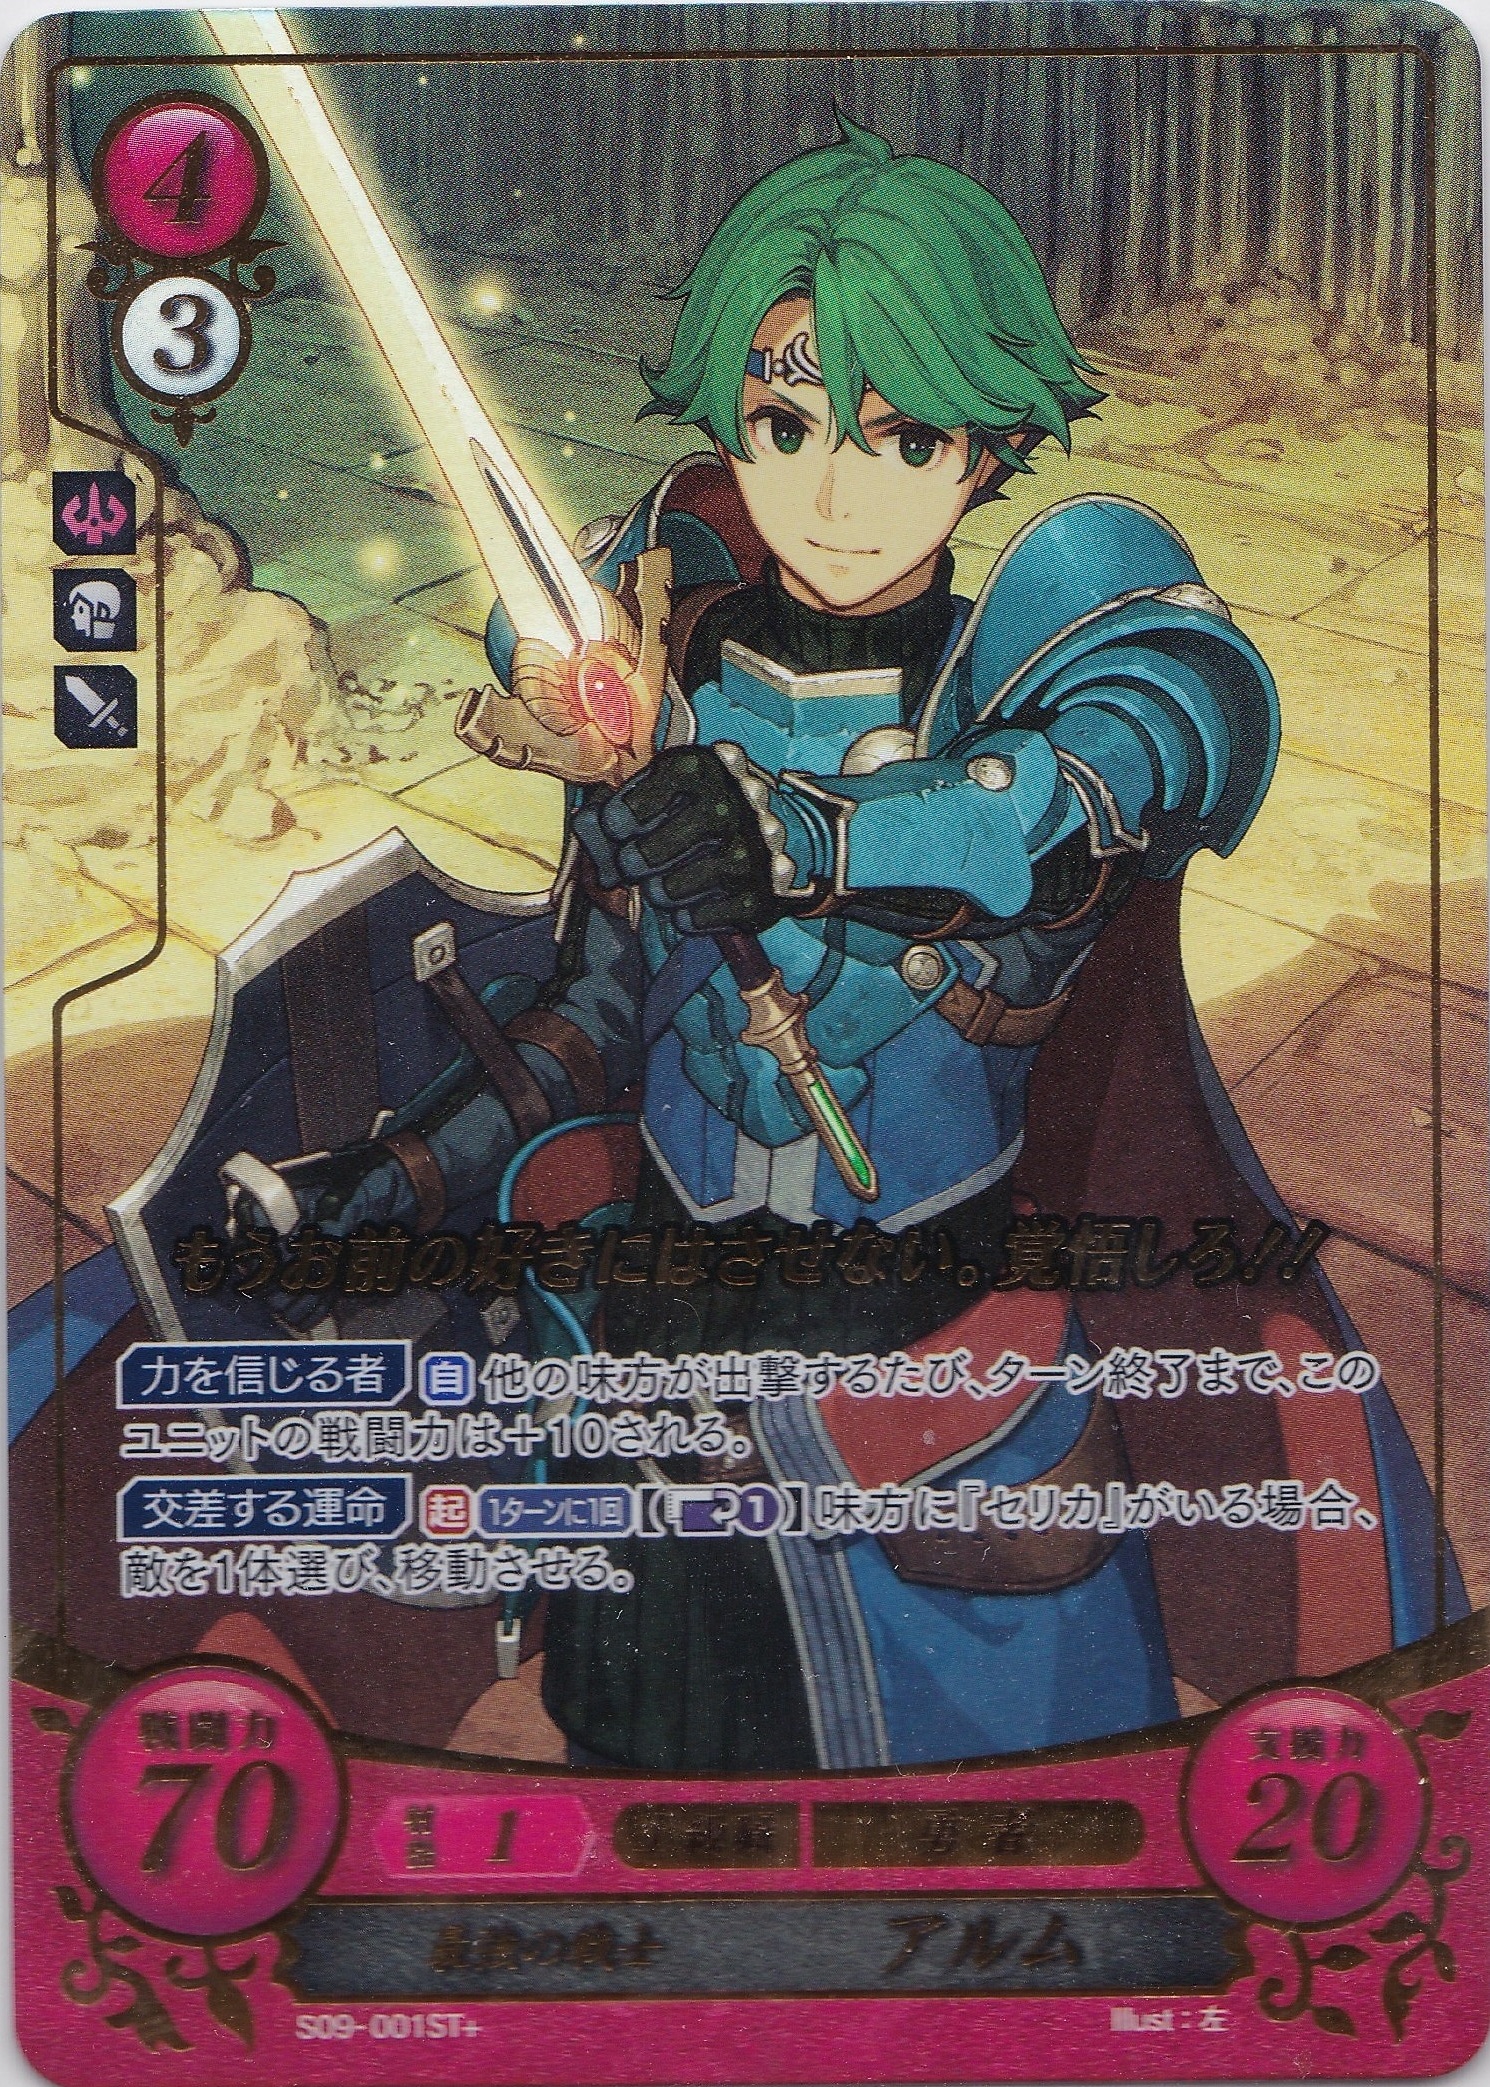 4
3
もうお前の好きにはさせない。覚悟しろ!!
力を信じる者 自 他の味方が出撃するたび、ターン終了まで、この
ユニットの戦闘力は＋10される。
交差する運命 起 1ターンに1回 【1】味方に『セリカ』がいる場合、
敵を1体選び、移動させる。
戦闘力
70
射程 1
勇者
支援力
20
アルム
S09-001ST+
Illust：左